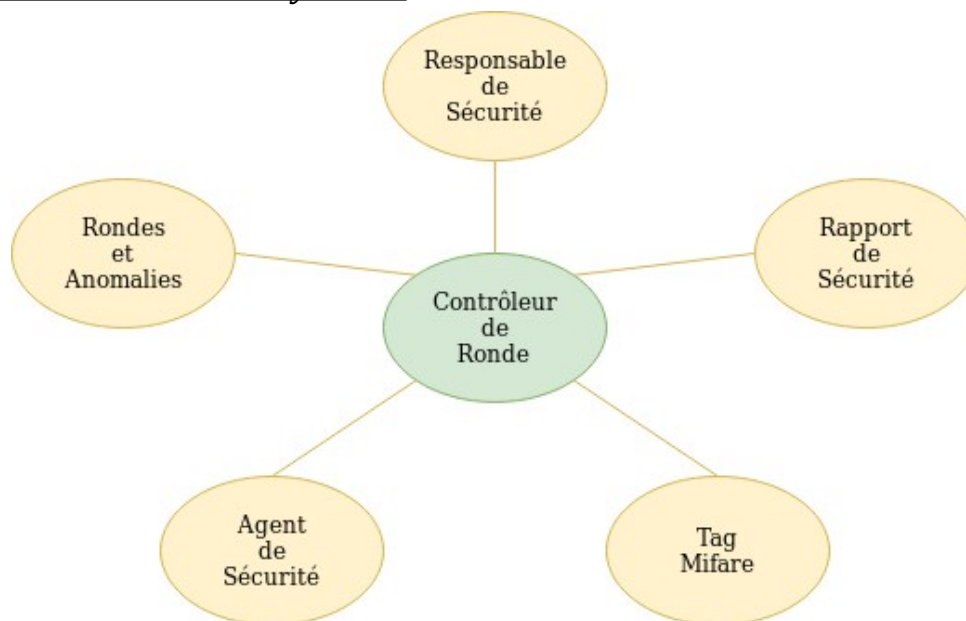 Responsable
de
Sécurité
Rondes
et
Anomalies
Rapport
de
Sécurité
Contrôleur
de
Ronde
Agent
de
Sécurité
Tag
Mifare